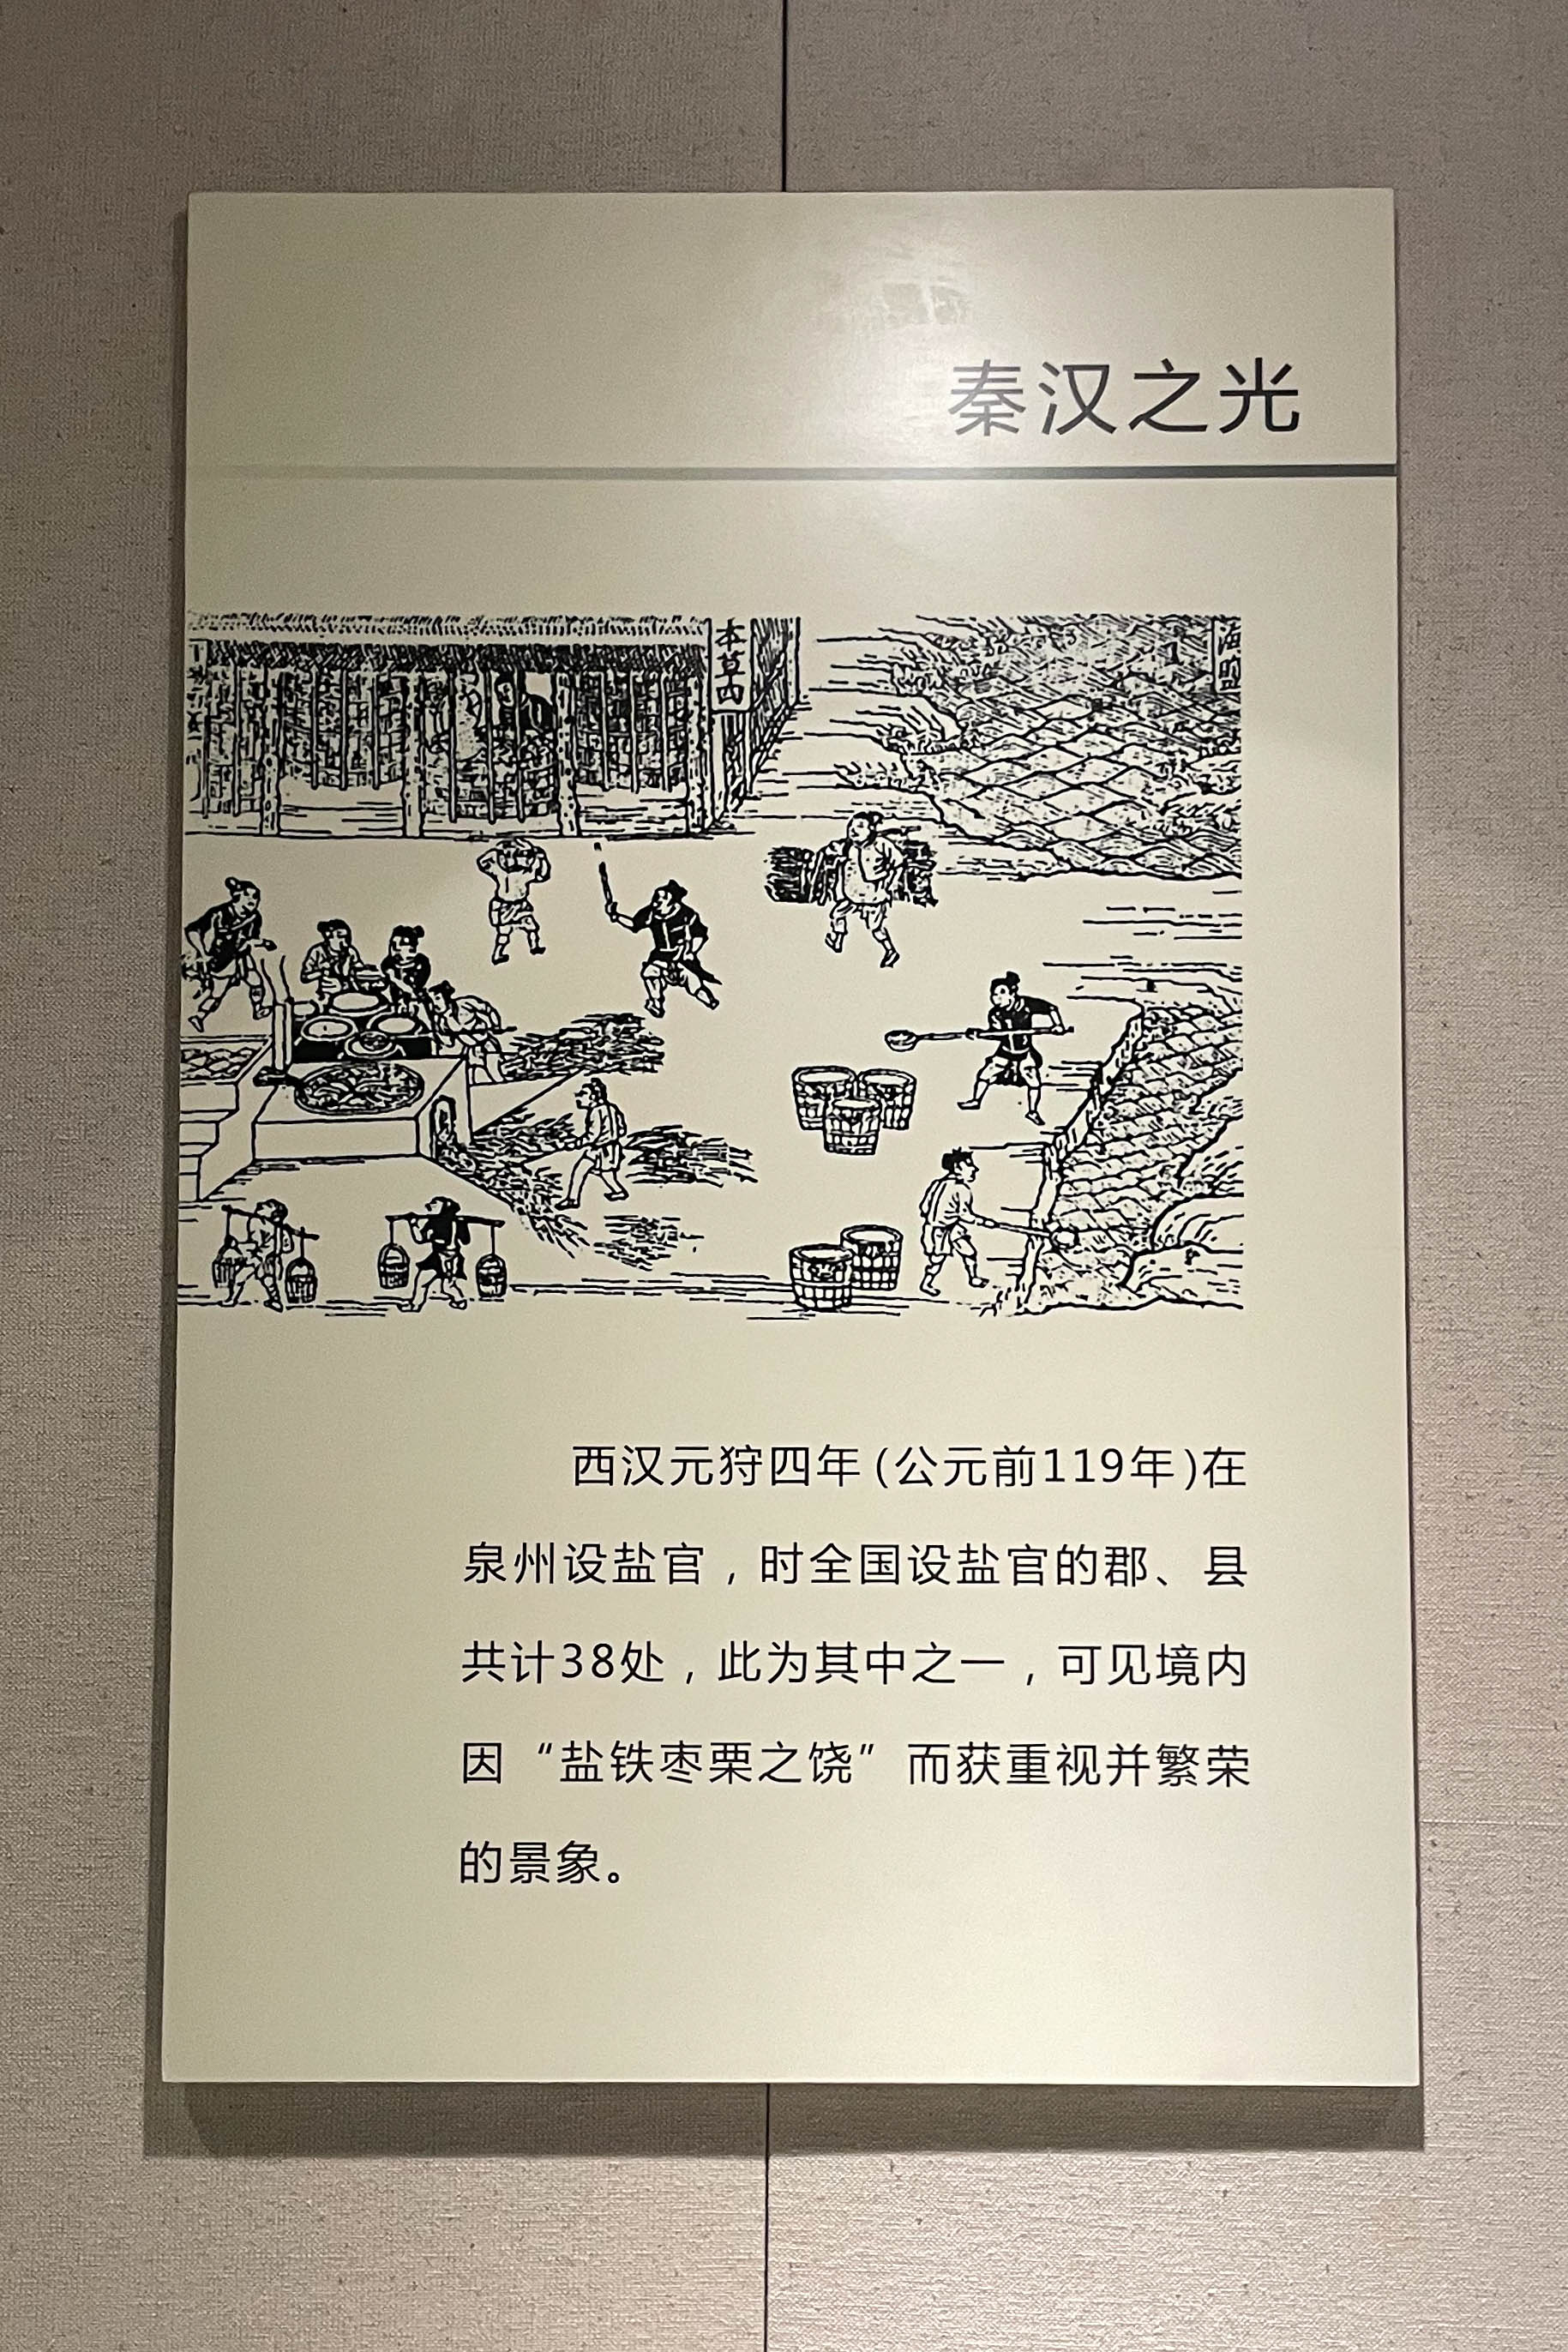 秦汉之光
本草内
海盐
西汉元狩四年(公元前119年)在
泉州设盐官，时全国设盐官的郡、县
共计38处，此为其中之一，可见境内
因“盐铁枣栗之饶”而获重视并繁荣
的景象。